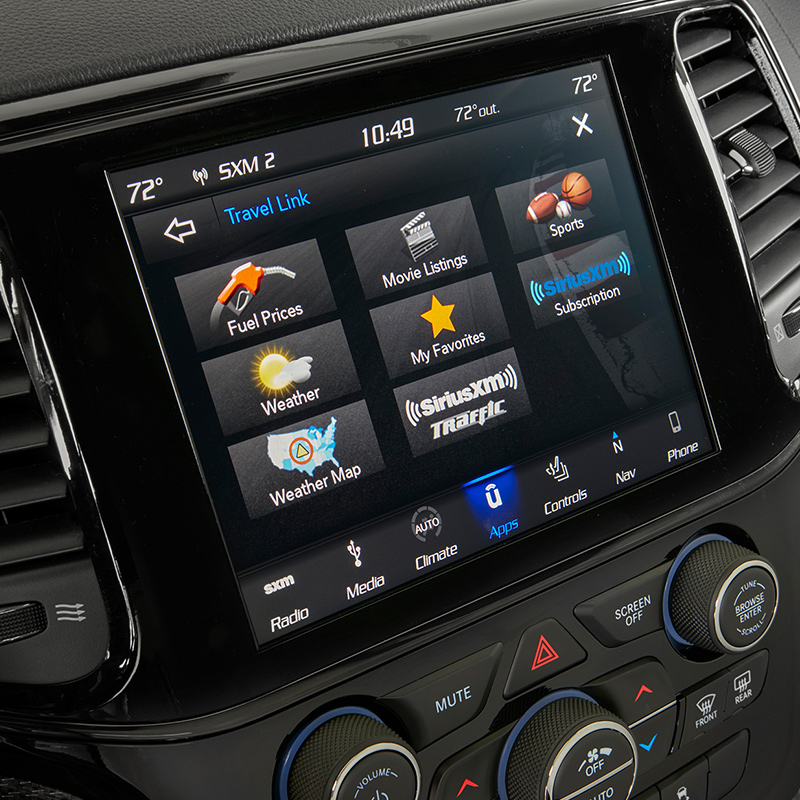 72° SXM 2 10:49 72° out. 72°
Travel Link
Fuel Prices
Movie Listings
Sports
Weather
My Favorites
SiriusXM
Subscription
Weather Map
SiriusXM
Traffic
sxm
Radio
Media
AUTO
Climate
Apps
Controls
N
Nav
Phone
SCREEN
OFF
TUNE
BROWSE
ENTER
SCROLL
MUTE
FRONT
REAR
VOLUME
OFF
AUTO